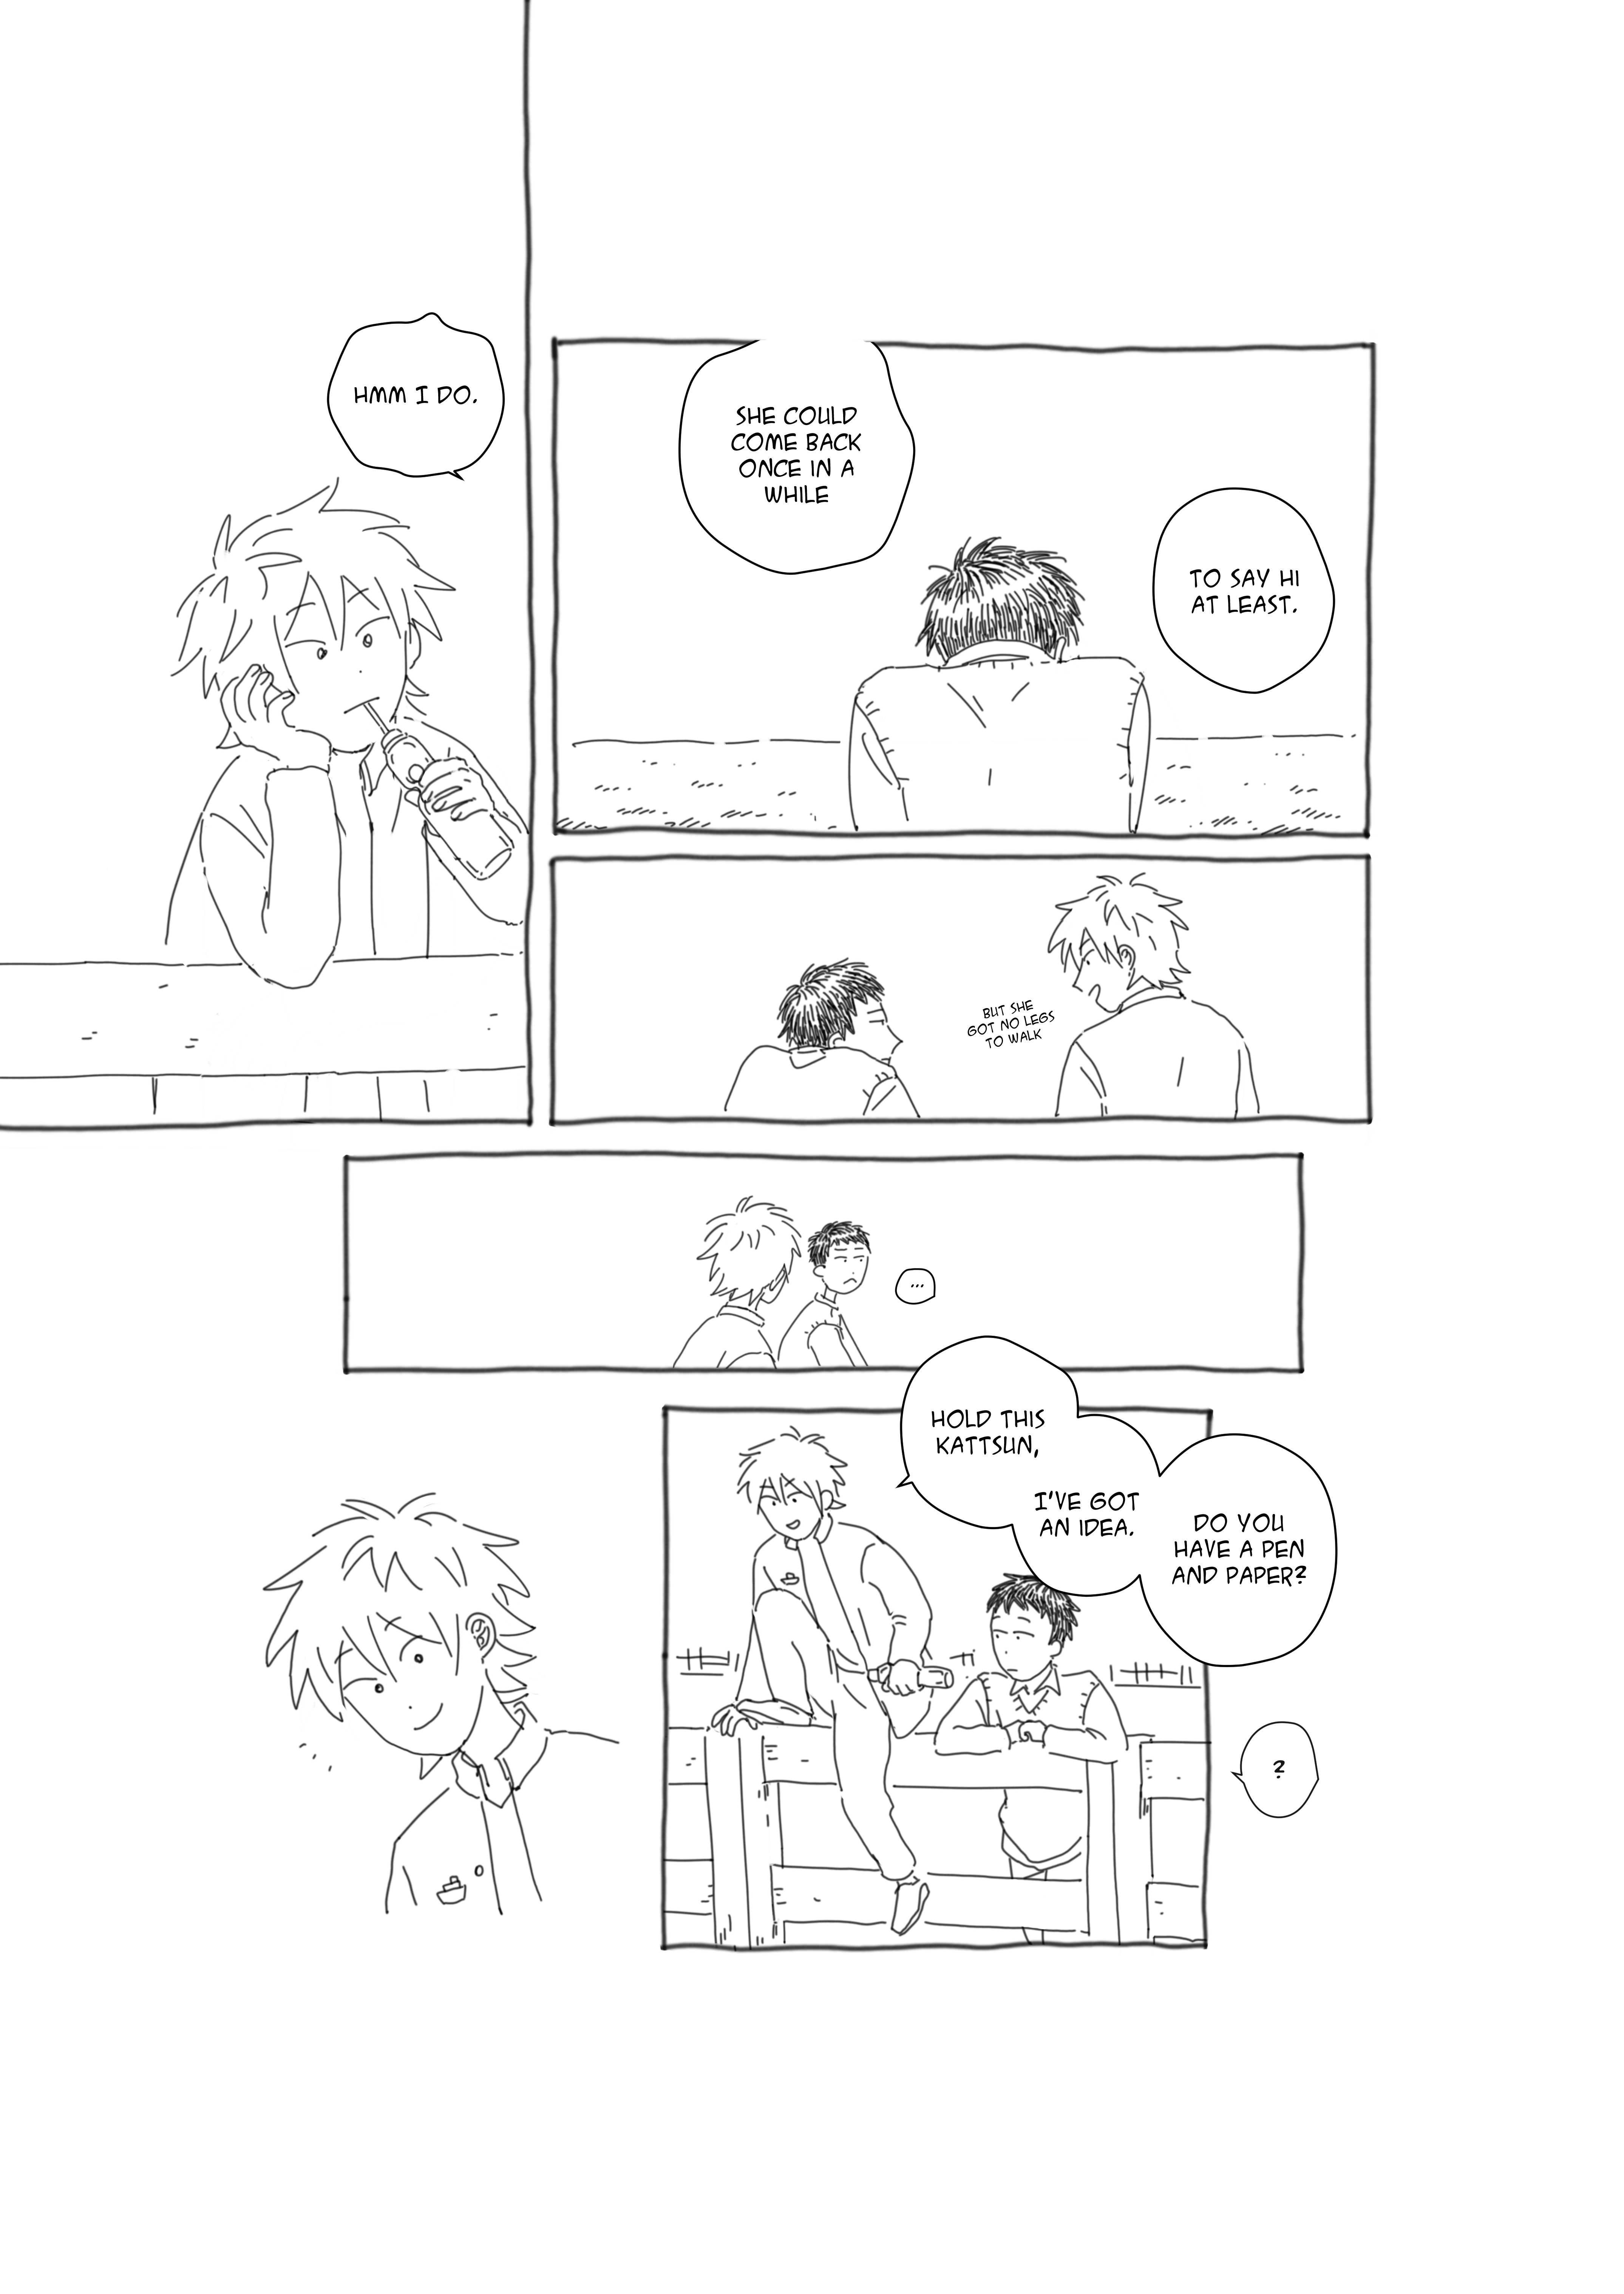 HMM I DO.
SHE COULD
COME BACK
ONCE IN A
WHILE
TO SAY HI
AT LEAST.
BUT SHE
GOT NO LEGS
TO WALK
...
HOLD THIS
KATTSUN,
I'VE GOT
AN IDEA.
DO YOU
HAVE A PEN
AND PAPER?
?